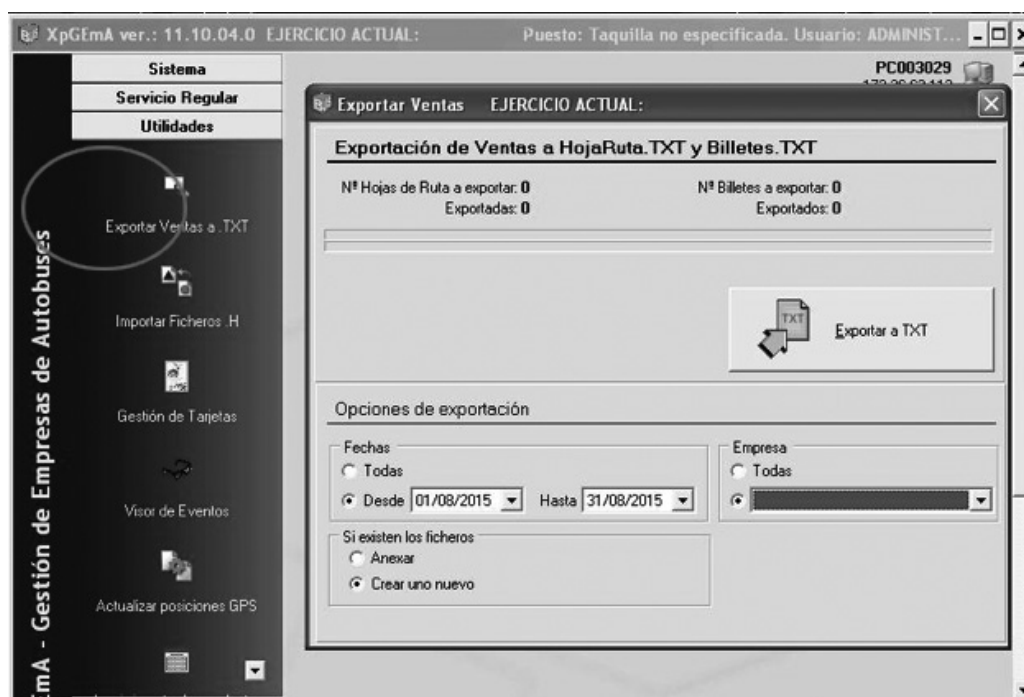 XpGEmA ver.: 11.10.04.0 EJERCICIO ACTUAL: Puesto: Taquilla no especificada. Usuario: ADMINIST...
PC003029
Sistema
Servicio Regular
Utilidades
Exportar Ventas a .TXT
Importar Ficheros .H
Gestión de Tarjetas
Visor de Eventos
Actualizar posiciones GPS
EmA - Gestión de Empresas de Autobuses
Exportar Ventas EJERCICIO ACTUAL:
Exportación de Ventas a HojaRuta.TXT y Billetes.TXT
Nº Hojas de Ruta a exportar: 0 Nº Billetes a exportar: 0
Exportadas: 0 Exportados: 0
TXT
Exportar a TXT
Opciones de exportación
Fechas
Todas
Desde 01/08/2015 Hasta 31/08/2015
Empresa
Todas
Si existen los ficheros
Anexar
Crear uno nuevo